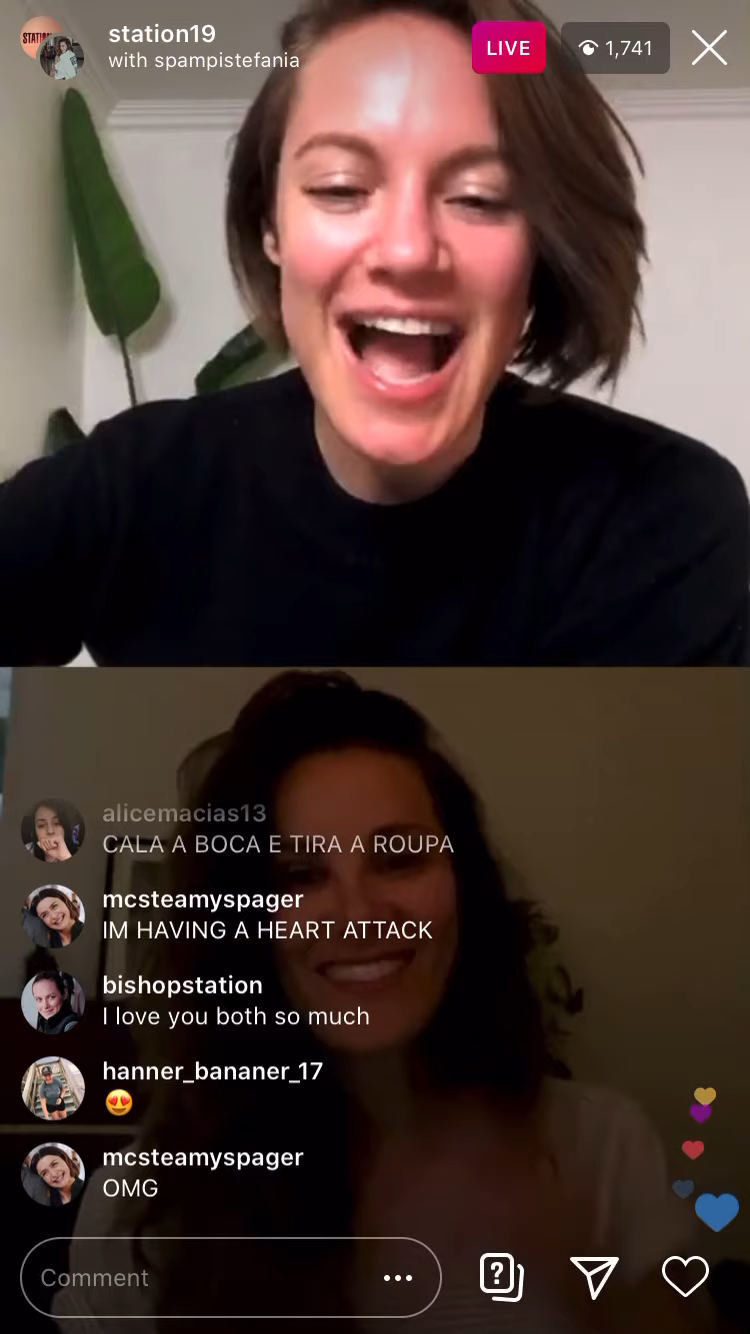 STATI
station19
with spampistefania
LIVE
1,741
alicemacias13
CALA A BOCA E TIRA A ROUPA
mcsteamyspager
IM HAVING A HEART ATTACK
bishopstation
I love you both so much
hanner_bananer_17
😍
mcsteamyspager
OMG
Comment